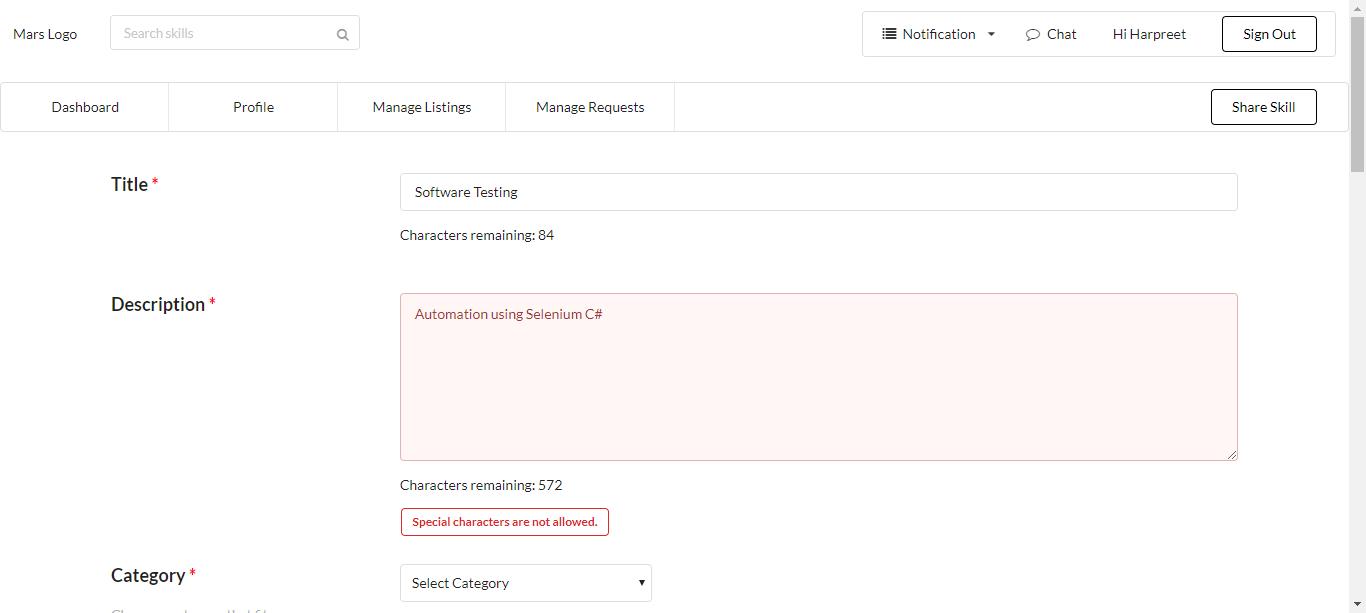 Mars Logo
Search skills
Notification
Chat
Hi Harpreet
Sign Out
Dashboard
Profile
Manage Listings
Manage Requests
Share Skill
Title *
Software Testing
Characters remaining: 84
Description *
Automation using Selenium C#
Characters remaining: 572
Special characters are not allowed.
Category *
Select Category